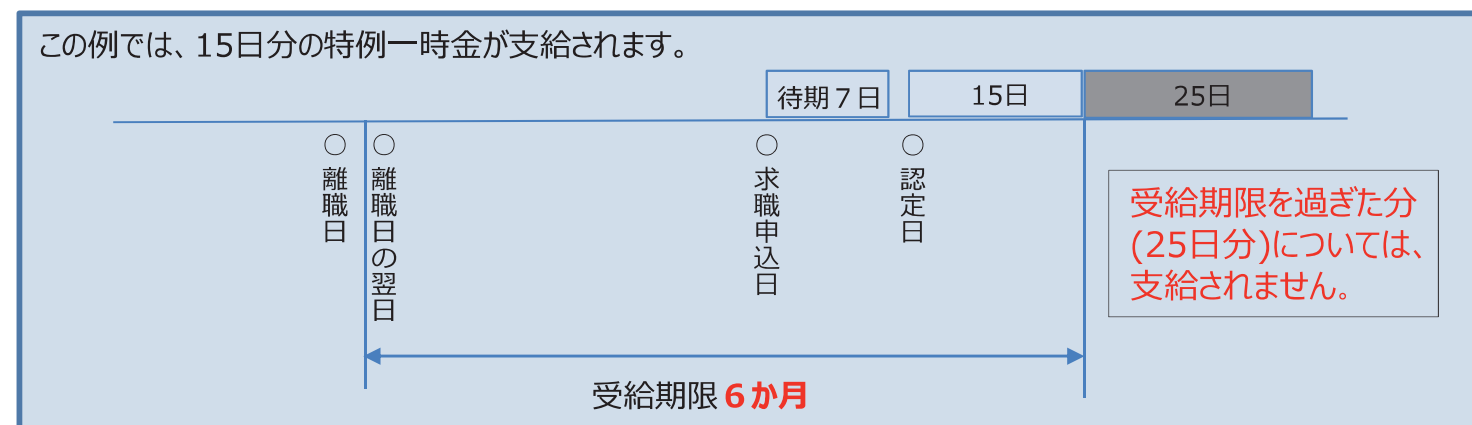 この例では、15日分の特例一時金が支給されます。
待期7日
15日
25日
○離職日
○離職日の翌日
○求職申込日
○認定日
受給期限を過ぎた分
(25日分)については、
支給されません。
受給期限6か月